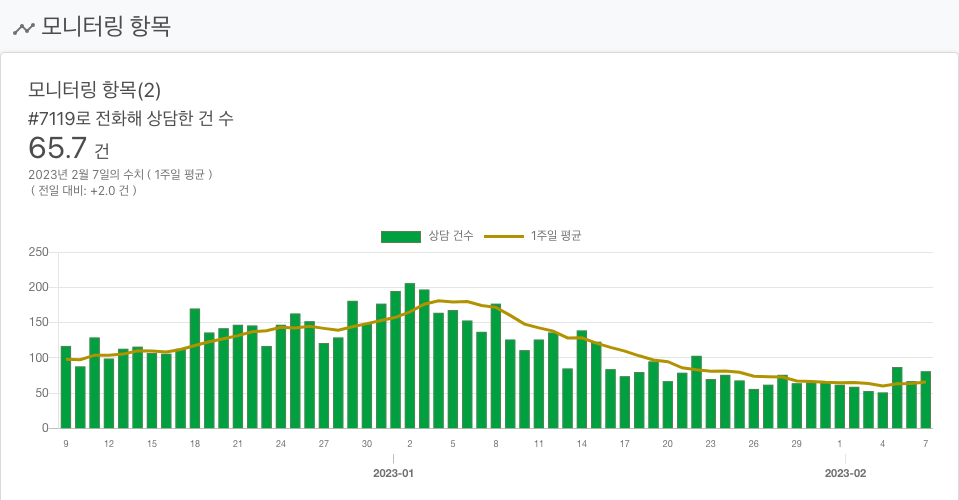 모니터링 항목
모니터링 항목(2)
#7119로 전화해 상담한 건 수
65.7 건
2023년 2월 7일의 수치 ( 1주일 평균 )
( 전일 대비: +2.0 건 )
상담 건수 1주일 평균
250
200
150
100
50
0
9 12 15 18 21 24 27 30 2 5 8 11 14 17 20 23 26 29 1 4 7
2023-01 2023-02